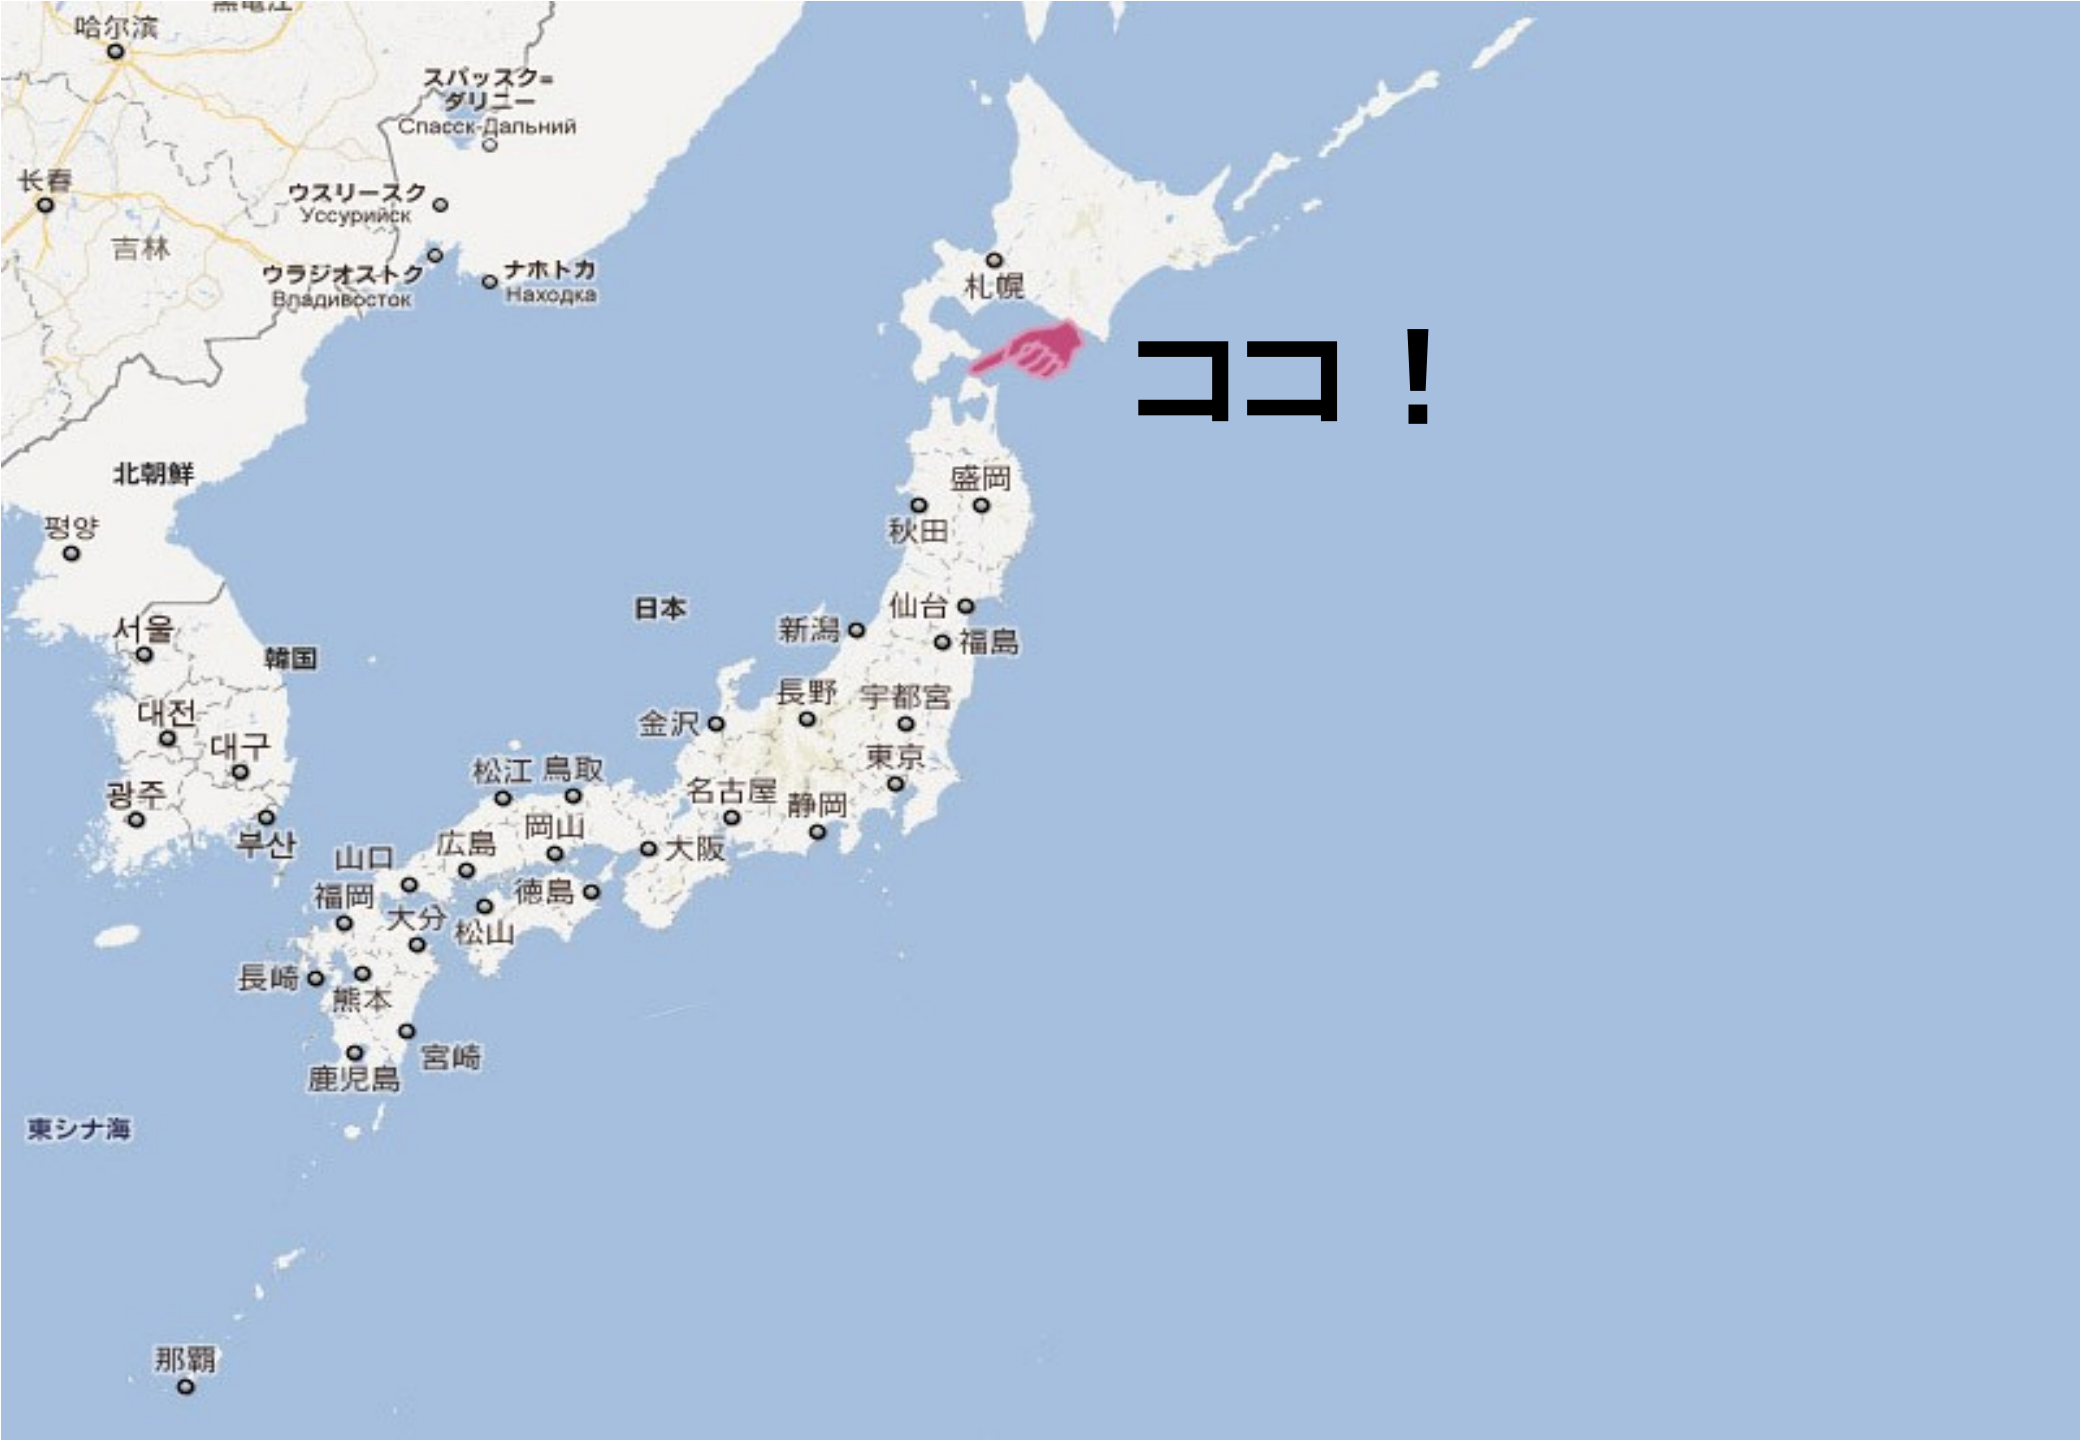 黒竜江
哈尔滨
スパッスク=
ダリニー
Спасск-Дальний
长春
ウスリースク
Уссурийск
吉林
ウラジオストク
Владивосток
ナホトカ
Находка
札幌
ココ！
北朝鮮
盛岡
평양
秋田
日本
仙台
서울
新潟
福島
韓国
長野
宇都宮
대전
金沢
대구
東京
松江
鳥取
광주
名古屋
静岡
岡山
부산
広島
大阪
山口
福岡
徳島
大分
松山
長崎
熊本
宮崎
鹿児島
東シナ海
那覇